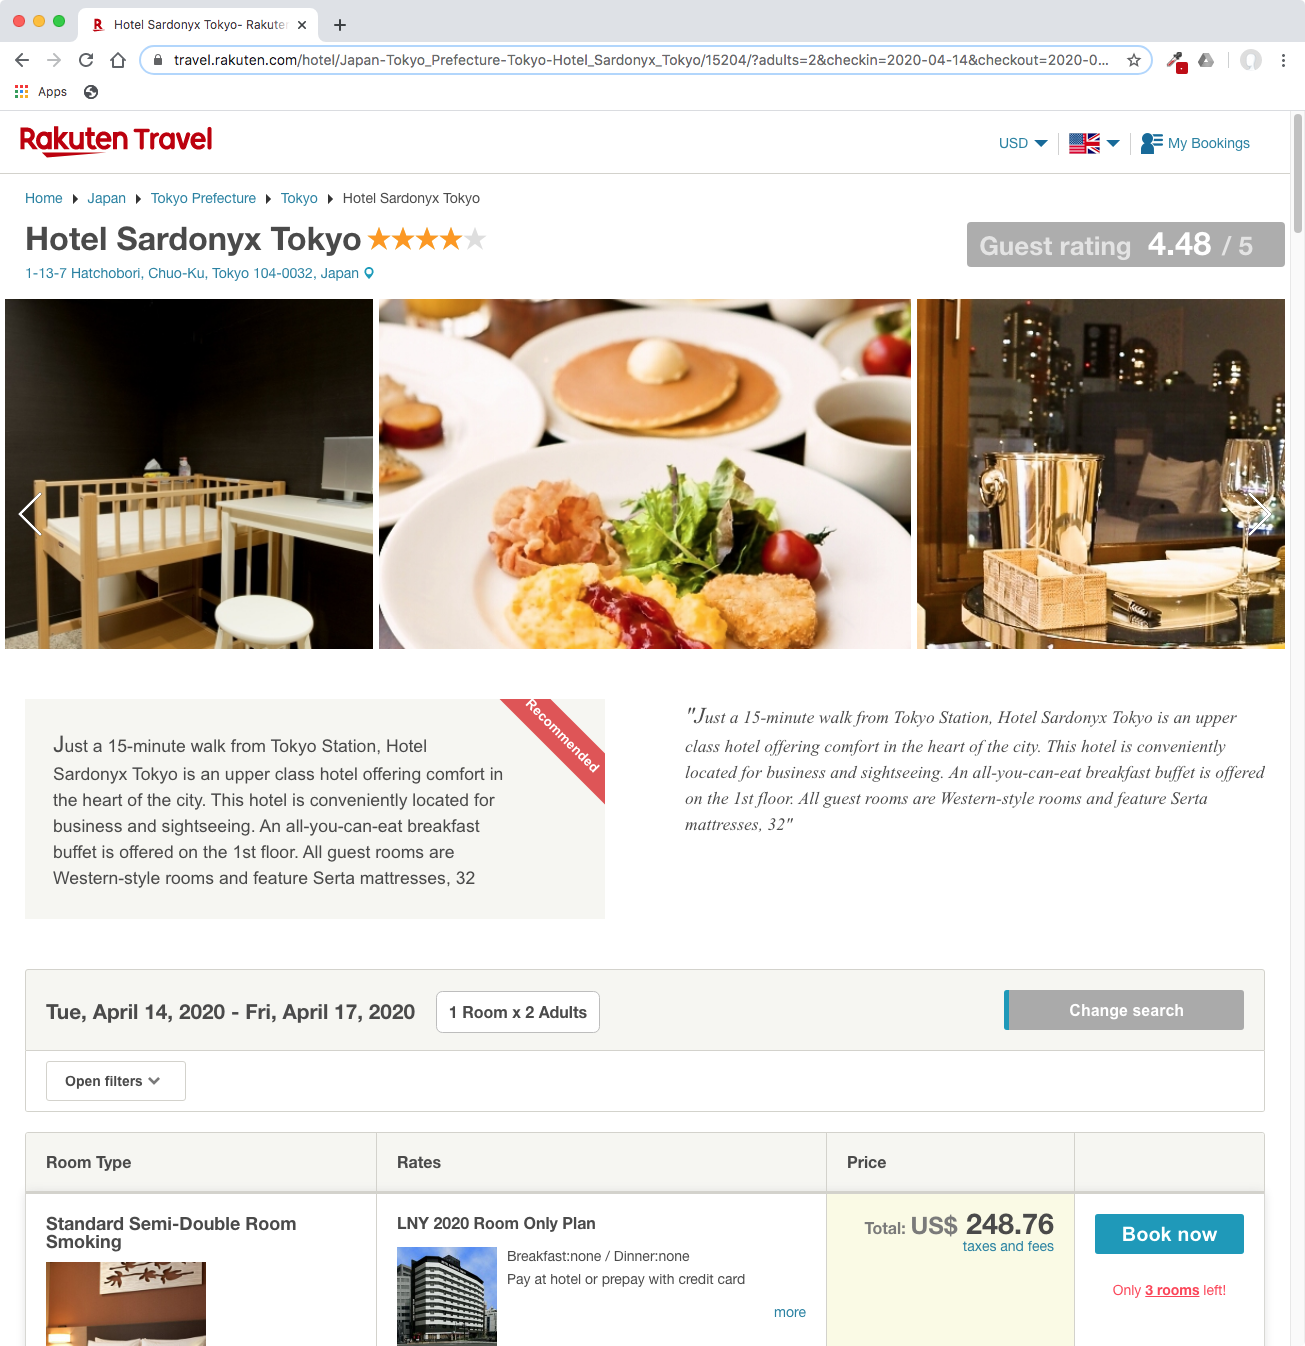 Hotel Sardonyx Tokyo- Rakuten
travel.rakuten.com/hotel/Japan-Tokyo_Prefecture-Tokyo-Hotel_Sardonyx_Tokyo/15204/?adults=2&checkin=2020-04-14&checkout=2020-0...
Apps
Rakuten Travel
USD
My Bookings
Home Japan Tokyo Prefecture Tokyo Hotel Sardonyx Tokyo
Hotel Sardonyx Tokyo
Guest rating 4.48 / 5
1-13-7 Hatchobori, Chuo-Ku, Tokyo 104-0032, Japan
Recommended
Just a 15-minute walk from Tokyo Station, Hotel
Sardonyx Tokyo is an upper class hotel offering comfort in
the heart of the city. This hotel is conveniently located for
business and sightseeing. An all-you-can-eat breakfast
buffet is offered on the 1st floor. All guest rooms are
Western-style rooms and feature Serta mattresses, 32
"Just a 15-minute walk from Tokyo Station, Hotel Sardonyx Tokyo is an upper
class hotel offering comfort in the heart of the city. This hotel is conveniently
located for business and sightseeing. An all-you-can-eat breakfast buffet is offered
on the 1st floor. All guest rooms are Western-style rooms and feature Serta
mattresses, 32"
Tue, April 14, 2020 - Fri, April 17, 2020
1 Room x 2 Adults
Change search
Open filters
Room Type
Rates
Price
Standard Semi-Double Room
Smoking
LNY 2020 Room Only Plan
Breakfast:none / Dinner:none
Pay at hotel or prepay with credit card
more
Total: US$ 248.76
taxes and fees
Book now
Only 3 rooms left!